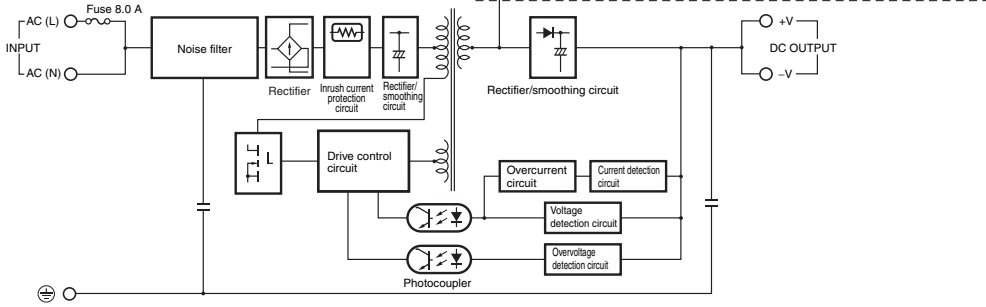 Fuse 8.0 A
AC (L)
INPUT
AC (N)
Noise filter
Rectifier
Inrush current
protection
circuit
Rectifier/
smoothing
circuit
Rectifier/smoothing circuit
+V
DC OUTPUT
–V
Drive control
circuit
Overcurrent
circuit
Current detection
circuit
Voltage
detection circuit
Overvoltage
detection circuit
Photocoupler